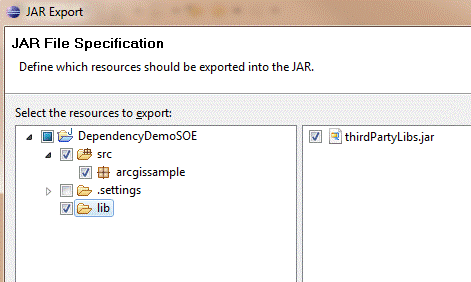 JAR Export
JAR File Specification
Define which resources should be exported into the JAR.
Select the resources to export:
DependencyDemoSOE
src
arcgissample
.settings
lib
thirdPartyLibs.jar